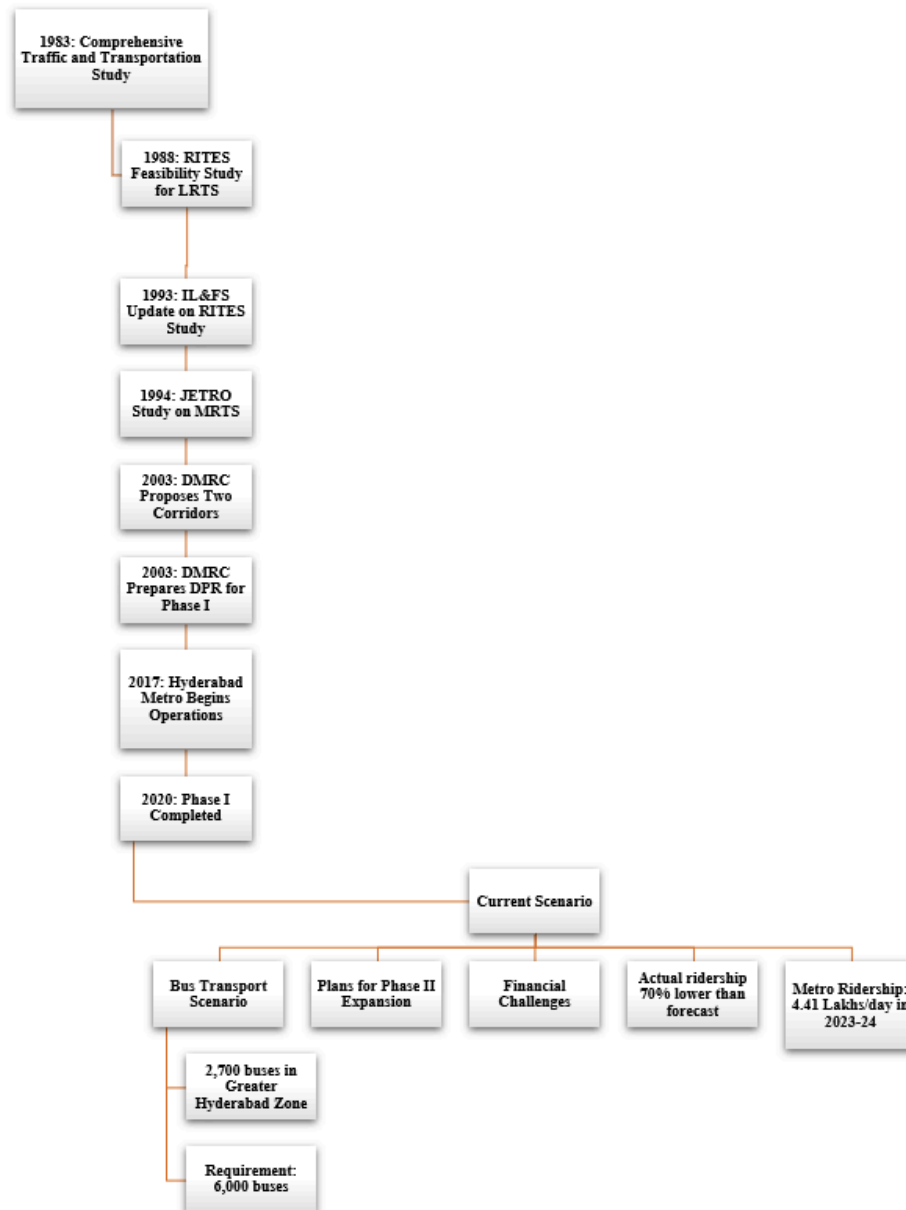 1983: Comprehensive
Traffic and Transportation
Study
1988: RITES
Feasibility Study
for LRTS
1993: IL&FS
Update on RITES
Study
1994: JETRO
Study on MRTS
2003: DMRC
Proposes Two
Corridors
2003: DMRC
Prepares DPR for
Phase I
2017: Hyderabad
Metro Begins
Operations
2020: Phase I
Completed
Current Scenario
Bus Transport
Scenario
Plans for Phase II
Expansion
Financial
Challenges
Actual ridership
70% lower than
forecast
Metro Ridership:
4.41 Lakhs/day in
2023-24
2,700 buses in
Greater
Hyderabad Zone
Requirement:
6,000 buses